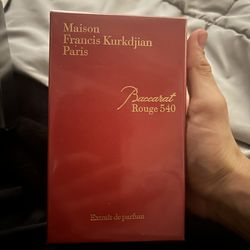 Maison
Francis Kurkdjian
Paris
Baccarat
Rouge 540
Extrait de parfum